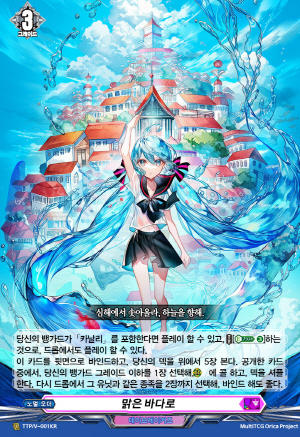 3
그레이드
심해에서 솟아올라, 하늘을 향해.
당신의 뱅가드가 「카날리」를 포함한다면 플레이 할 수 있고,
하는
것으로, 드롭에서도 플레이 할 수 있다.
이 카드를 뒷면으로 바인드하고, 당신의 덱을 위에서 5장 본다. 공개한 카드
중에서, 당신의 뱅가드 그레이드 이하를 1장 선택해,
에 콜 하고, 덱을 셔플
한다. 다시 드롭에서 그 유닛과 같은 종족을 2장까지 선택해, 바인드 해도 좋다.
노멀 오더
맑은 바다로
TTP/V-001KR
MultiTCG Orica Project